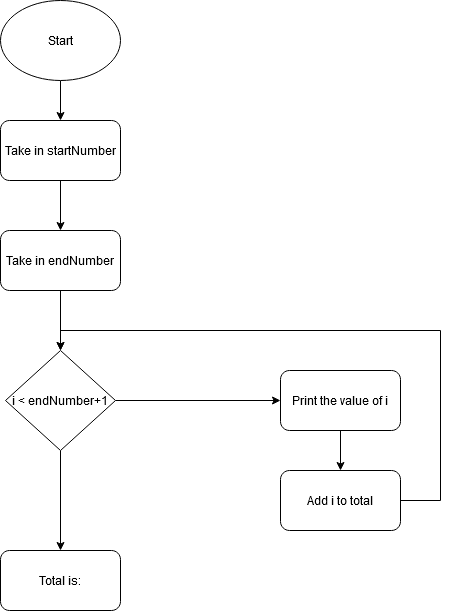 Start
Take in startNumber
Take in endNumber
i < endNumber+1
Print the value of i
Add i to total
Total is: